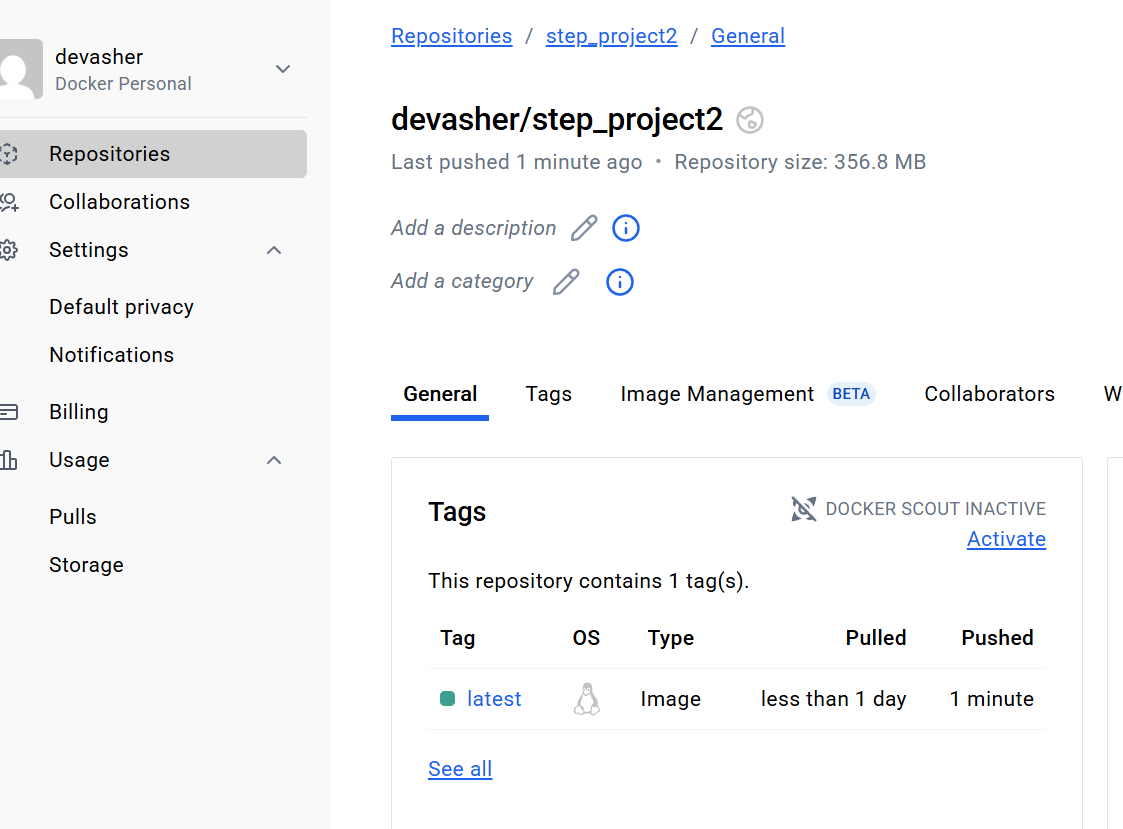 devasher
Docker Personal
Repositories
Collaborations
Settings
Default privacy
Notifications
Billing
Usage
Pulls
Storage
Repositories / step_project2 / General
devasher/step_project2
Last pushed 1 minute ago • Repository size: 356.8 MB
Add a description
Add a category
General Tags Image Management BETA Collaborators W
Tags
DOCKER SCOUT INACTIVE
Activate
This repository contains 1 tag(s).
Tag OS Type Pulled Pushed
latest Image less than 1 day 1 minute
See all